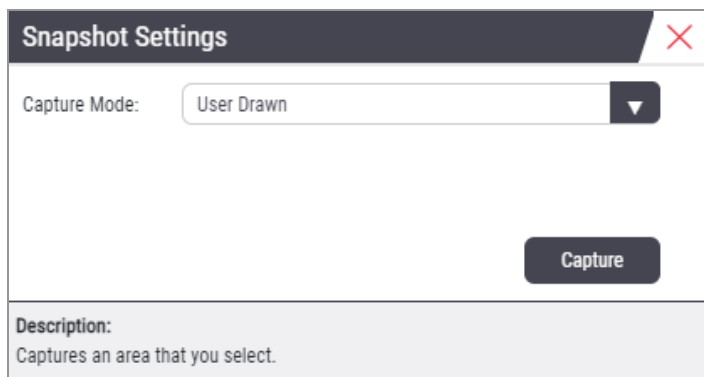 Snapshot Settings
Capture Mode:
User Drawn
Capture
Description:
Captures an area that you select.